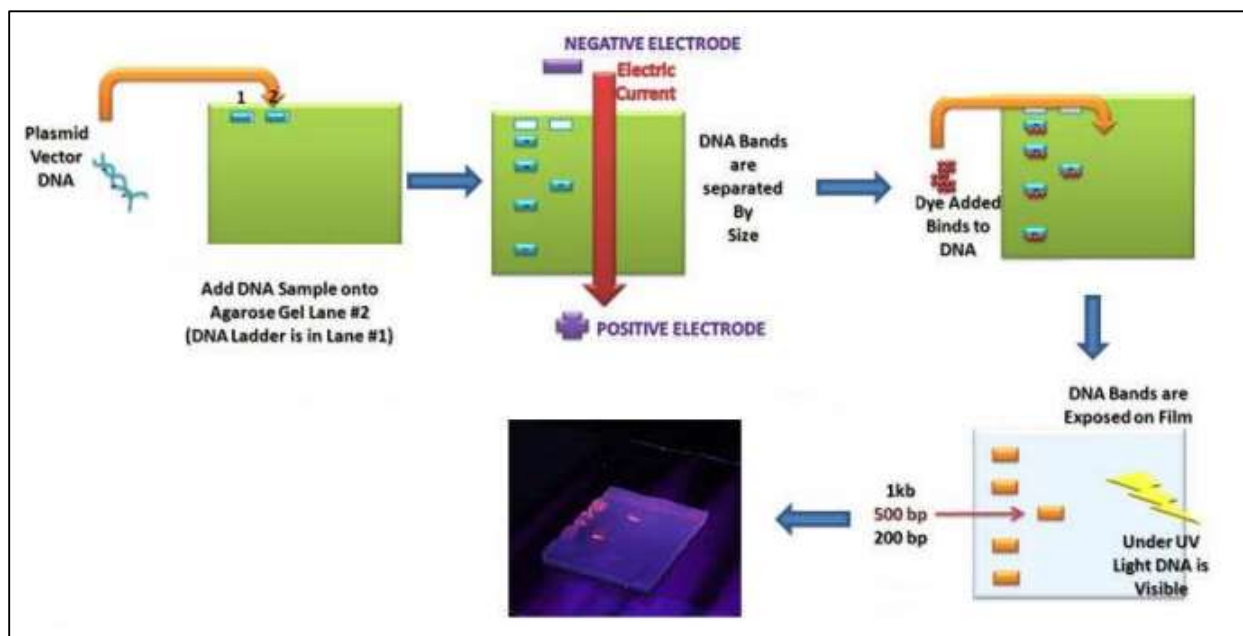 Plasmid
Vector
DNA
1 2
Add DNA Sample onto
Agarose Gel Lane #2
(DNA Ladder is in Lane #1)
NEGATIVE ELECTRODE
Electric
Current
POSITIVE ELECTRODE
DNA Bands
are
separated
By
Size
Dye Added
Binds to
DNA
DNA Bands are
Exposed on Film
1kb
500 bp
200 bp
Under UV
Light DNA is
Visible